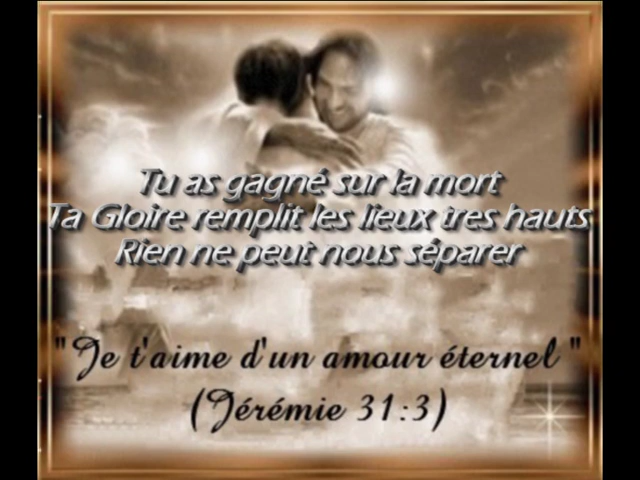 Tu as gagné sur la mort
Ta Gloire remplit les lieux tres hauts
Rien ne peut nous séparer
"Je t'aime d'un amour éternel"
(Jérémie 31:3)